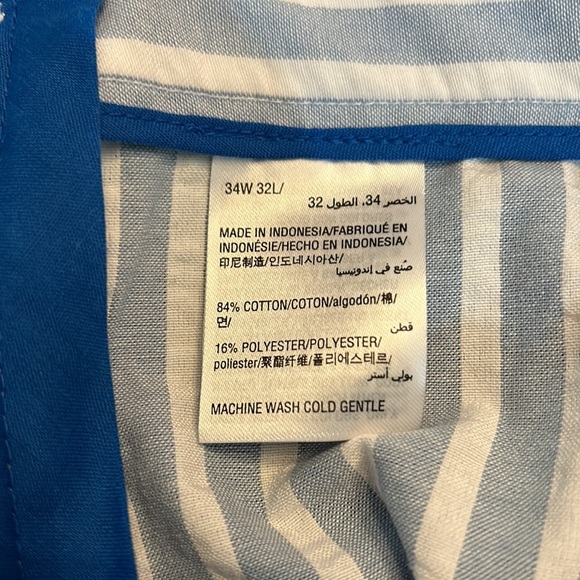 34W 32L/
الخصر 34، الطول 32
MADE IN INDONESIA/FABRIQUÉ EN
INDONÉSIE/HECHO EN INDONESIA/
印尼制造/인도네시아산/
صُنع في إندونيسيا
84% COTTON/COTON/algodón/棉/
면/
قطن
16% POLYESTER/POLYESTER/
poliester/聚酯纤维/폴리에스테르/
بولي أستر
MACHINE WASH COLD GENTLE